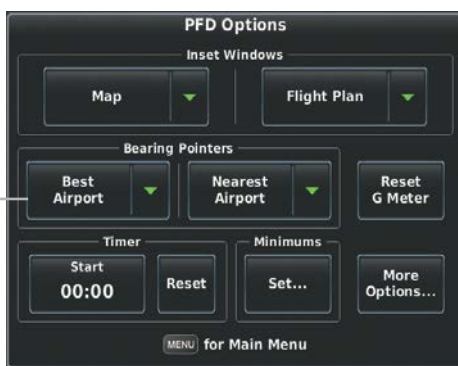 PFD Options
Inset Windows
Map
Flight Plan
Bearing Pointers
Best
Airport
Nearest
Airport
Reset
G Meter
Timer
Start
00:00
Reset
Minimums
Set...
More
Options...
MENU for Main Menu